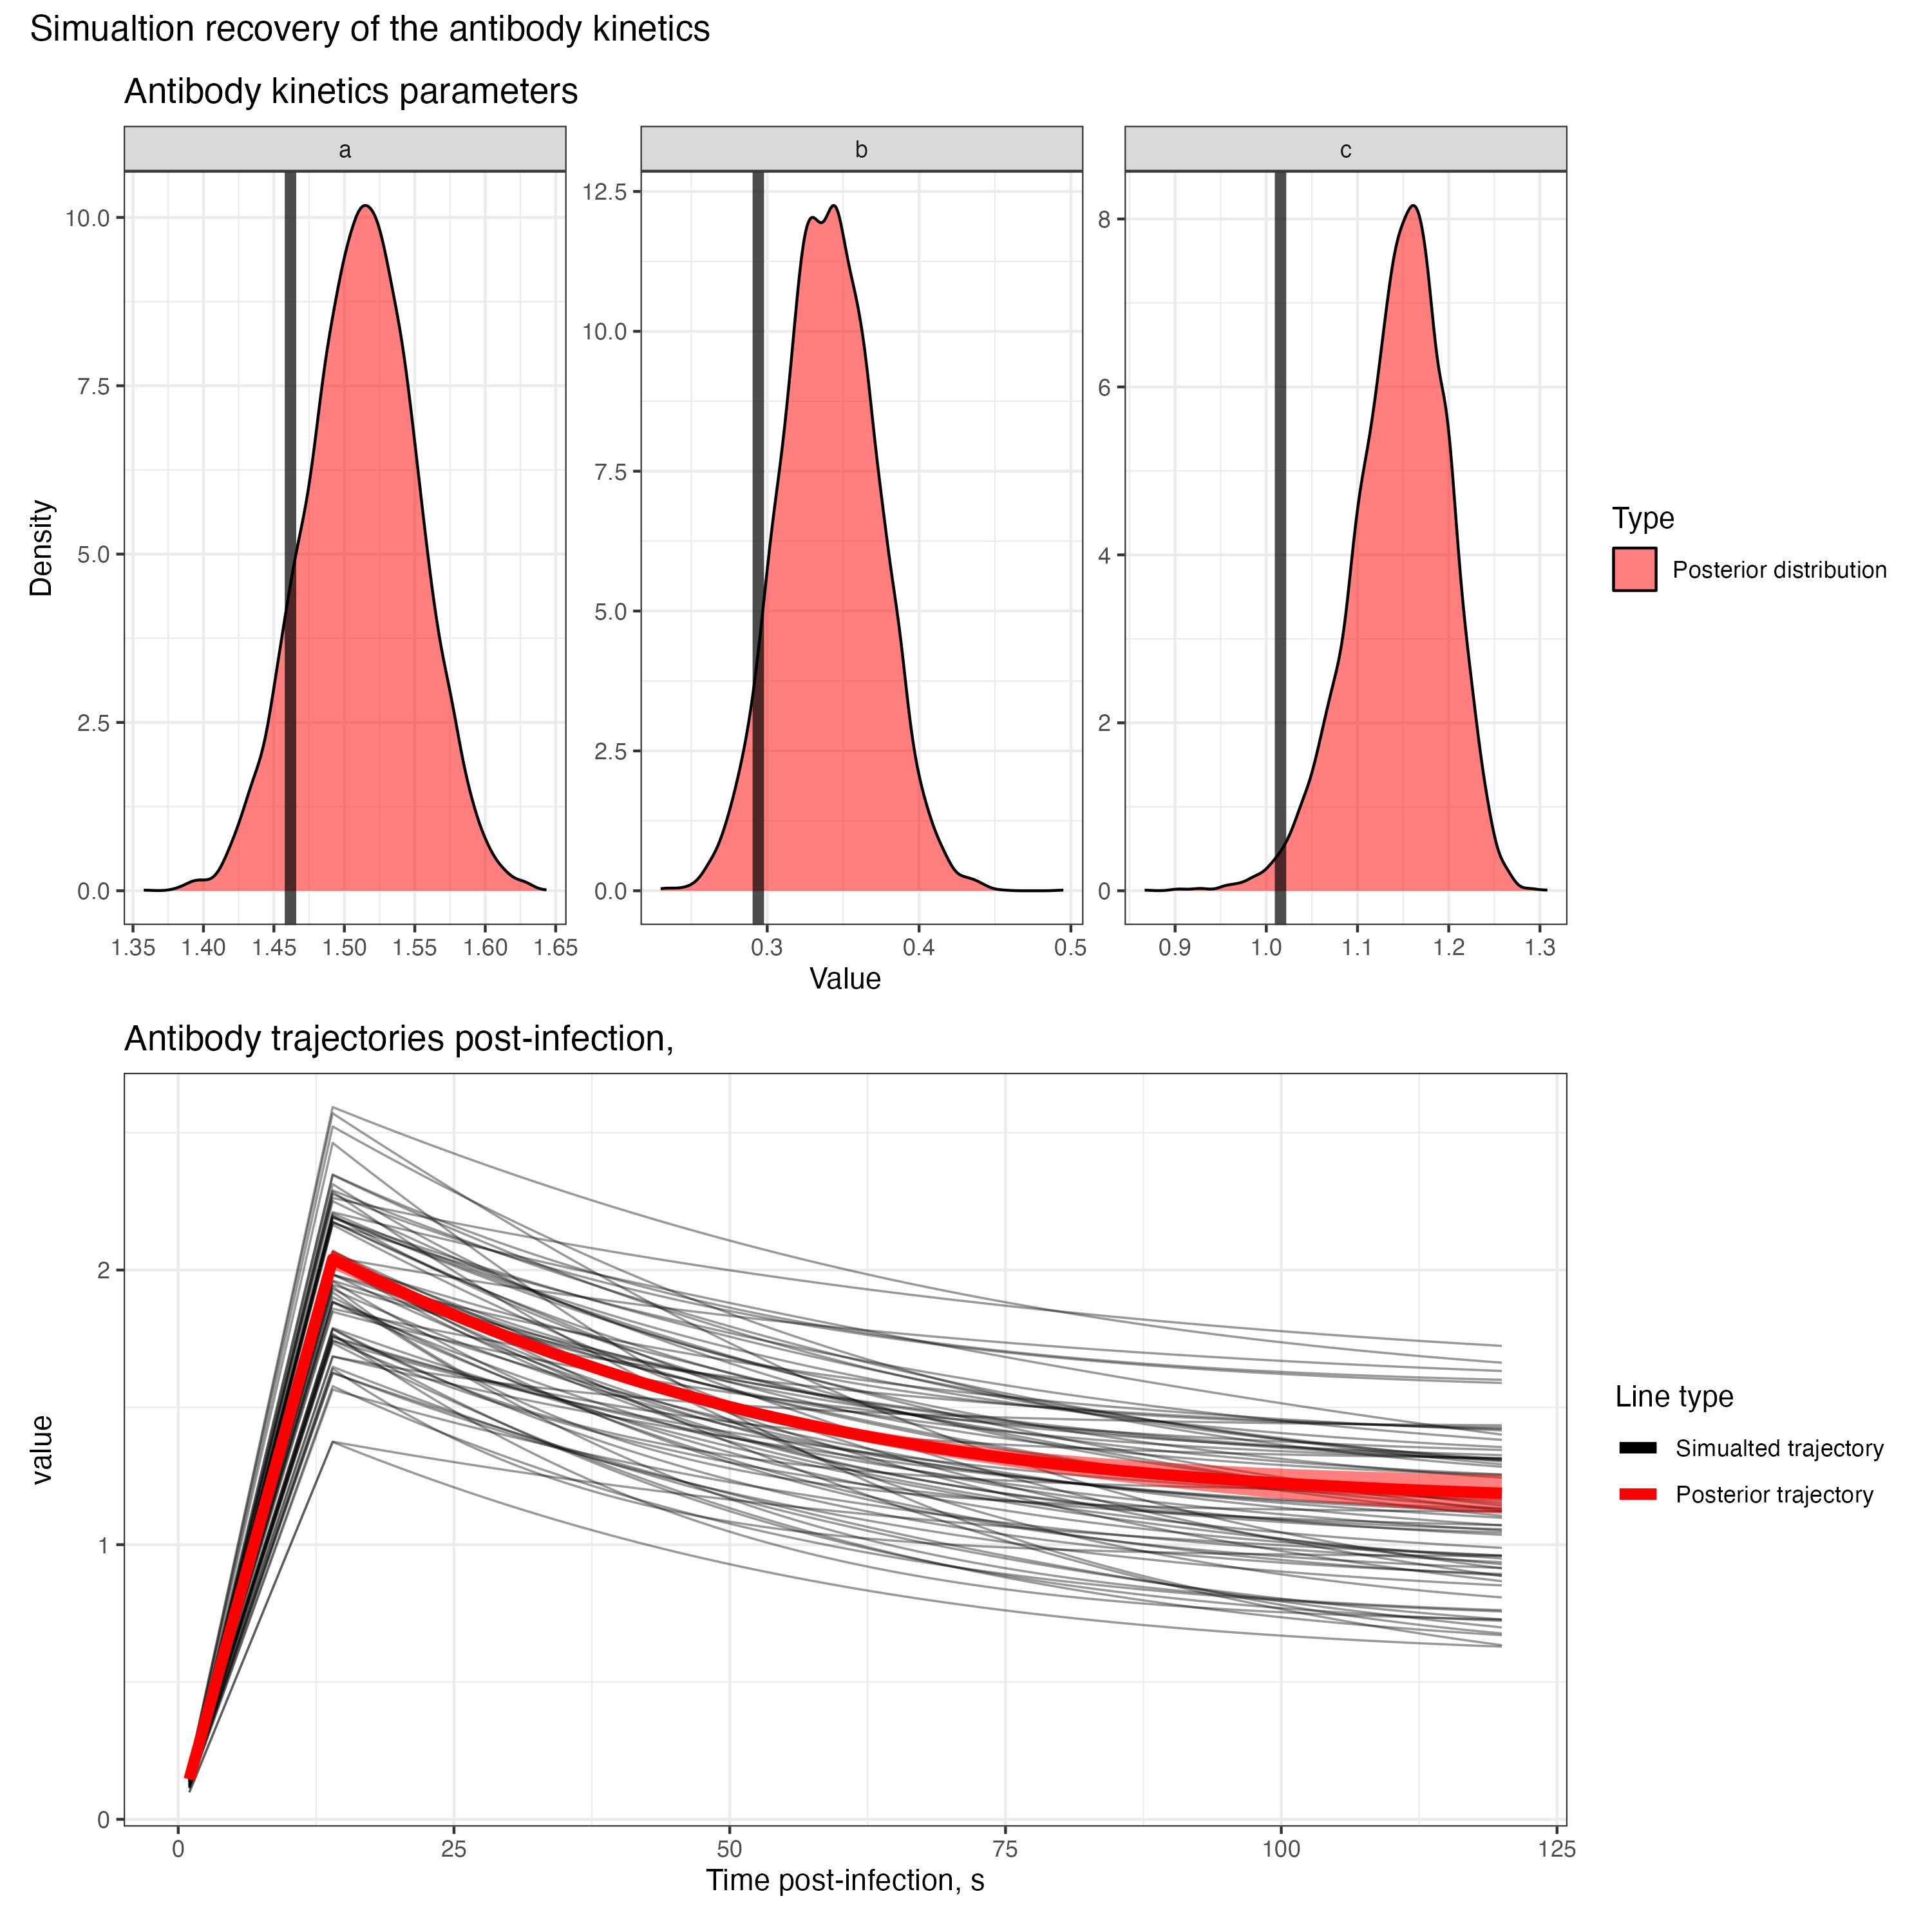 Simualtion recovery of the antibody kinetics
Antibody kinetics parameters
a
b
c
Density
10.0
7.5
5.0
2.5
0.0
12.5
10.0
7.5
5.0
2.5
0.0
8
6
4
2
0
1.35 1.40 1.45 1.50 1.55 1.60 1.65
0.3 0.4 0.5
0.9 1.0 1.1 1.2 1.3
Value
Type
Posterior distribution
Antibody trajectories post-infection,
value
2
1
0
0 25 50 75 100 125
Time post-infection, s
Line type
Simualted trajectory
Posterior trajectory